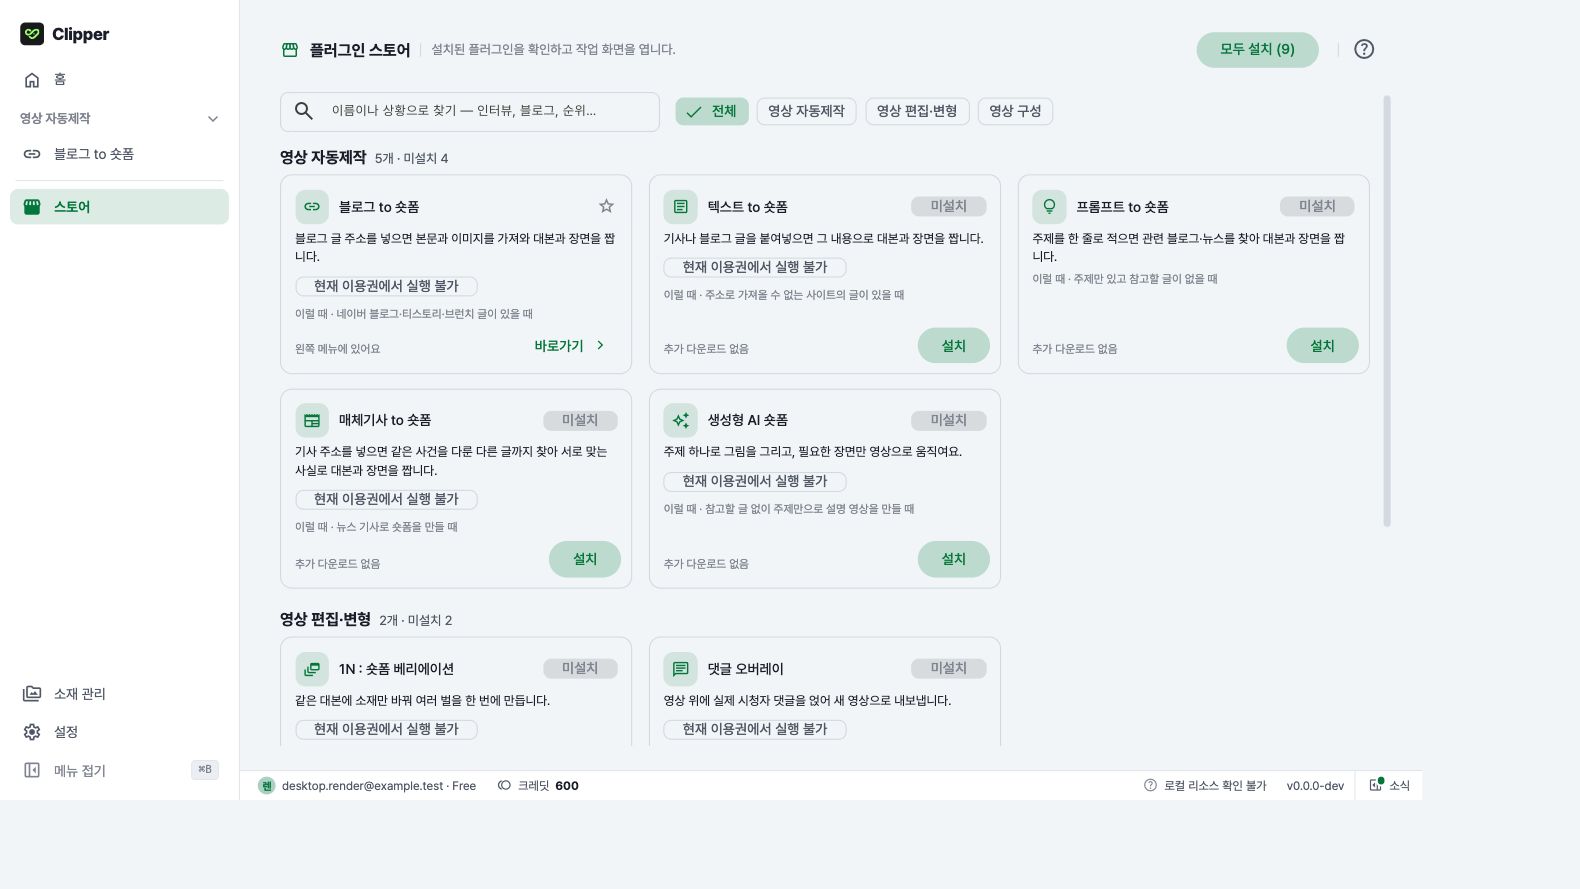 Clipper
홈
영상 자동제작
블로그 to 숏폼
스토어
소재 관리
설정
메뉴 접기
⌘B
플러그인 스토어
설치된 플러그인을 확인하고 작업 화면을 엽니다.
모두 설치 (9)
이름이나 상황으로 찾기 — 인터뷰, 블로그, 순위...
전체
영상 자동제작
영상 편집·변형
영상 구성
영상 자동제작 5개 · 미설치 4
블로그 to 숏폼
블로그 글 주소를 넣으면 본문과 이미지를 가져와 대본과 장면을 짭
니다.
현재 이용권에서 실행 불가
이럴 때 · 네이버 블로그·티스토리·브런치 글이 있을 때
왼쪽 메뉴에 있어요
바로가기
텍스트 to 숏폼
미설치
기사나 블로그 글을 붙여넣으면 그 내용으로 대본과 장면을 짭니다.
현재 이용권에서 실행 불가
이럴 때 · 주소로 가져올 수 없는 사이트의 글이 있을 때
추가 다운로드 없음
설치
프롬프트 to 숏폼
미설치
주제를 한 줄로 적으면 관련 블로그·뉴스를 찾아 대본과 장면을 짭
니다.
이럴 때 · 주제만 있고 참고할 글이 없을 때
추가 다운로드 없음
설치
매체기사 to 숏폼
미설치
기사 주소를 넣으면 같은 사건을 다룬 다른 글까지 찾아 서로 맞는
사실로 대본과 장면을 짭니다.
현재 이용권에서 실행 불가
이럴 때 · 뉴스 기사로 숏폼을 만들 때
추가 다운로드 없음
설치
생성형 AI 숏폼
미설치
주제 하나로 그림을 그리고, 필요한 장면만 영상으로 움직여요.
현재 이용권에서 실행 불가
이럴 때 · 참고할 글 없이 주제만으로 설명 영상을 만들 때
추가 다운로드 없음
설치
영상 편집·변형 2개 · 미설치 2
1N : 숏폼 베리에이션
미설치
같은 대본에 소재만 바꿔 여러 벌을 한 번에 만듭니다.
현재 이용권에서 실행 불가
댓글 오버레이
미설치
영상 위에 실제 시청자 댓글을 얹어 새 영상으로 내보냅니다.
현재 이용권에서 실행 불가
렌 desktop.render@example.test · Free
크레딧 600
로컬 리소스 확인 불가
v0.0.0-dev
소식